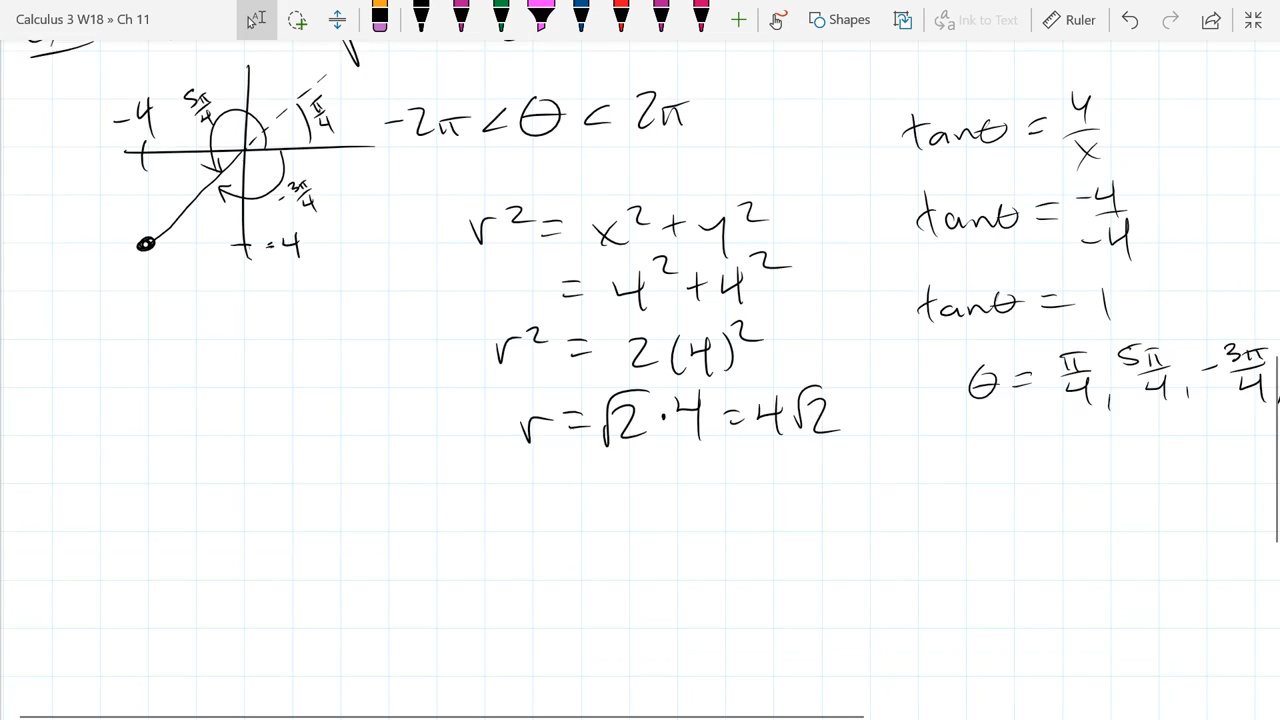 Calculus 3 W18 » Ch 11
Shapes
Ink to Text
Ruler
-4
5π/4
π/4
-3π/4
= 4
-2π < θ < 2π
r² = x² + y²
= 4² + 4²
r² = 2(4)²
r = √2 · 4 = 4√2
tanθ = y/x
tanθ = -4/-4
tanθ = 1
θ = π/4, 5π/4, -3π/4,